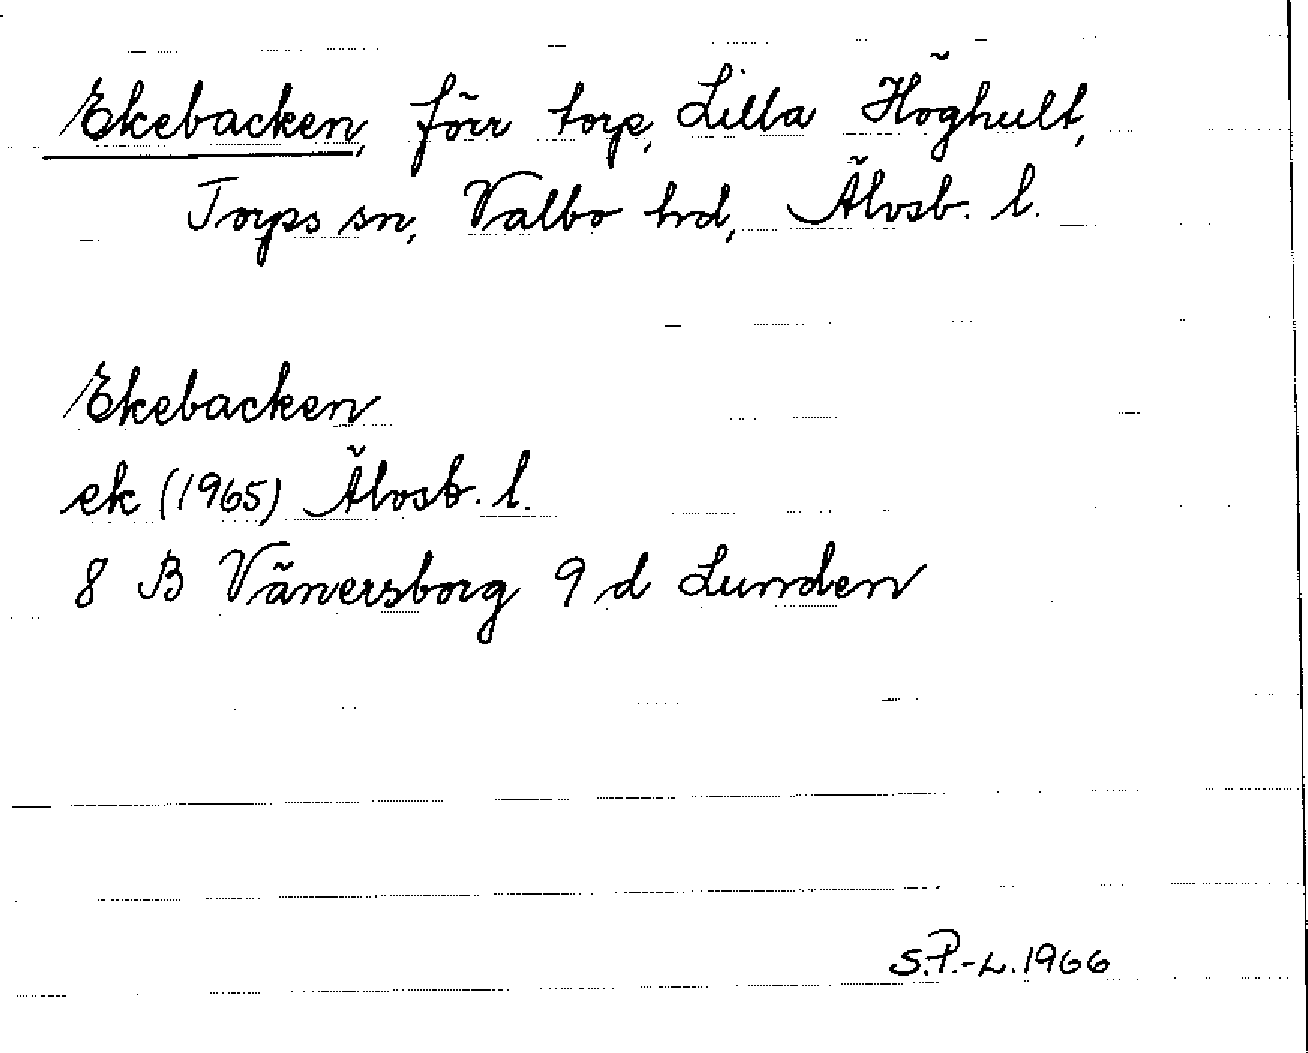 Ekebacken, förr torp, Lilla Höghult,
Torps sn, Valbo hd, Älvsb. l.
Ekebacken
ek (1965) Älvsb. l.
8 B Vänersborg 9 d Lunden
S.P.-L. 1966